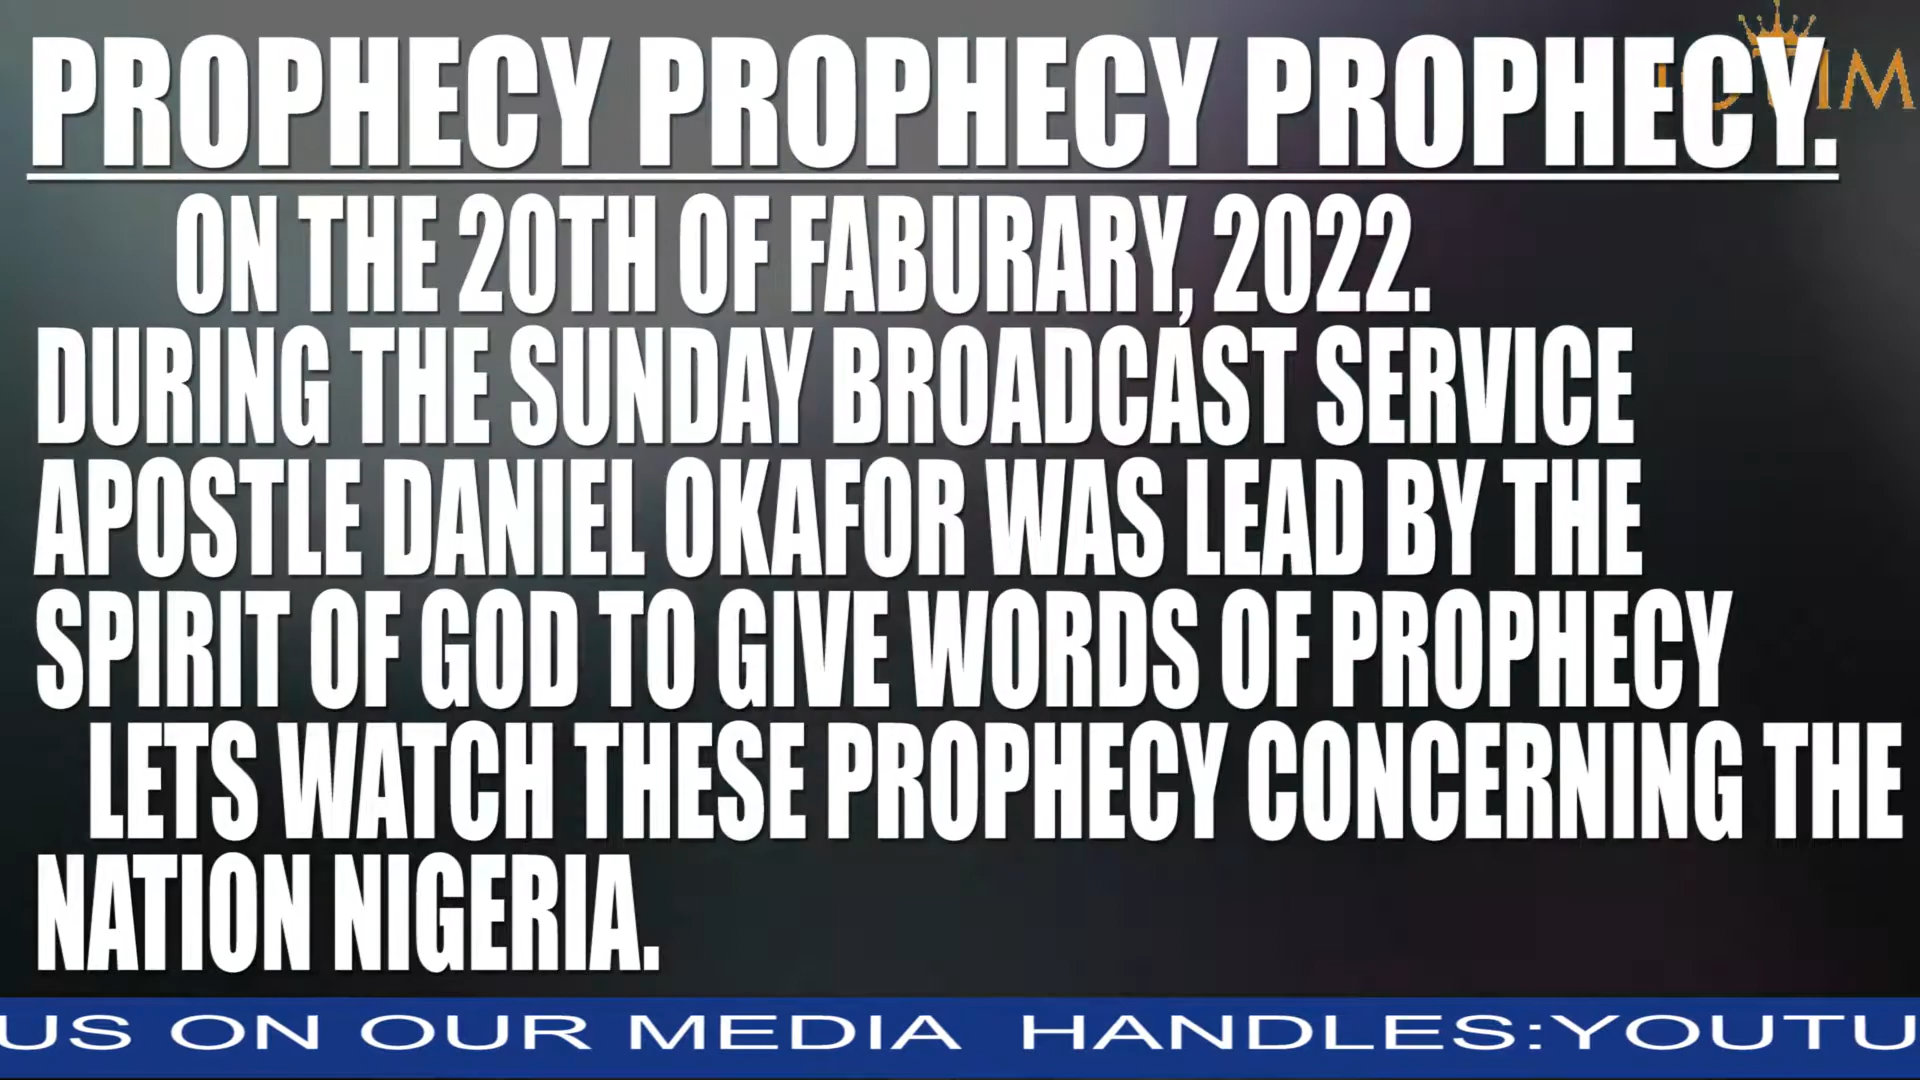 PROPHECY PROPHECY PROPHECY.
ON THE 20TH OF FABURARY, 2022.
DURING THE SUNDAY BROADCAST SERVICE
APOSTLE DANIEL OKAFOR WAS LEAD BY THE
SPIRIT OF GOD TO GIVE WORDS OF PROPHECY
LETS WATCH THESE PROPHECY CONCERNING THE
NATION NIGERIA.
US ON OUR MEDIA HANDLES:YOUTU